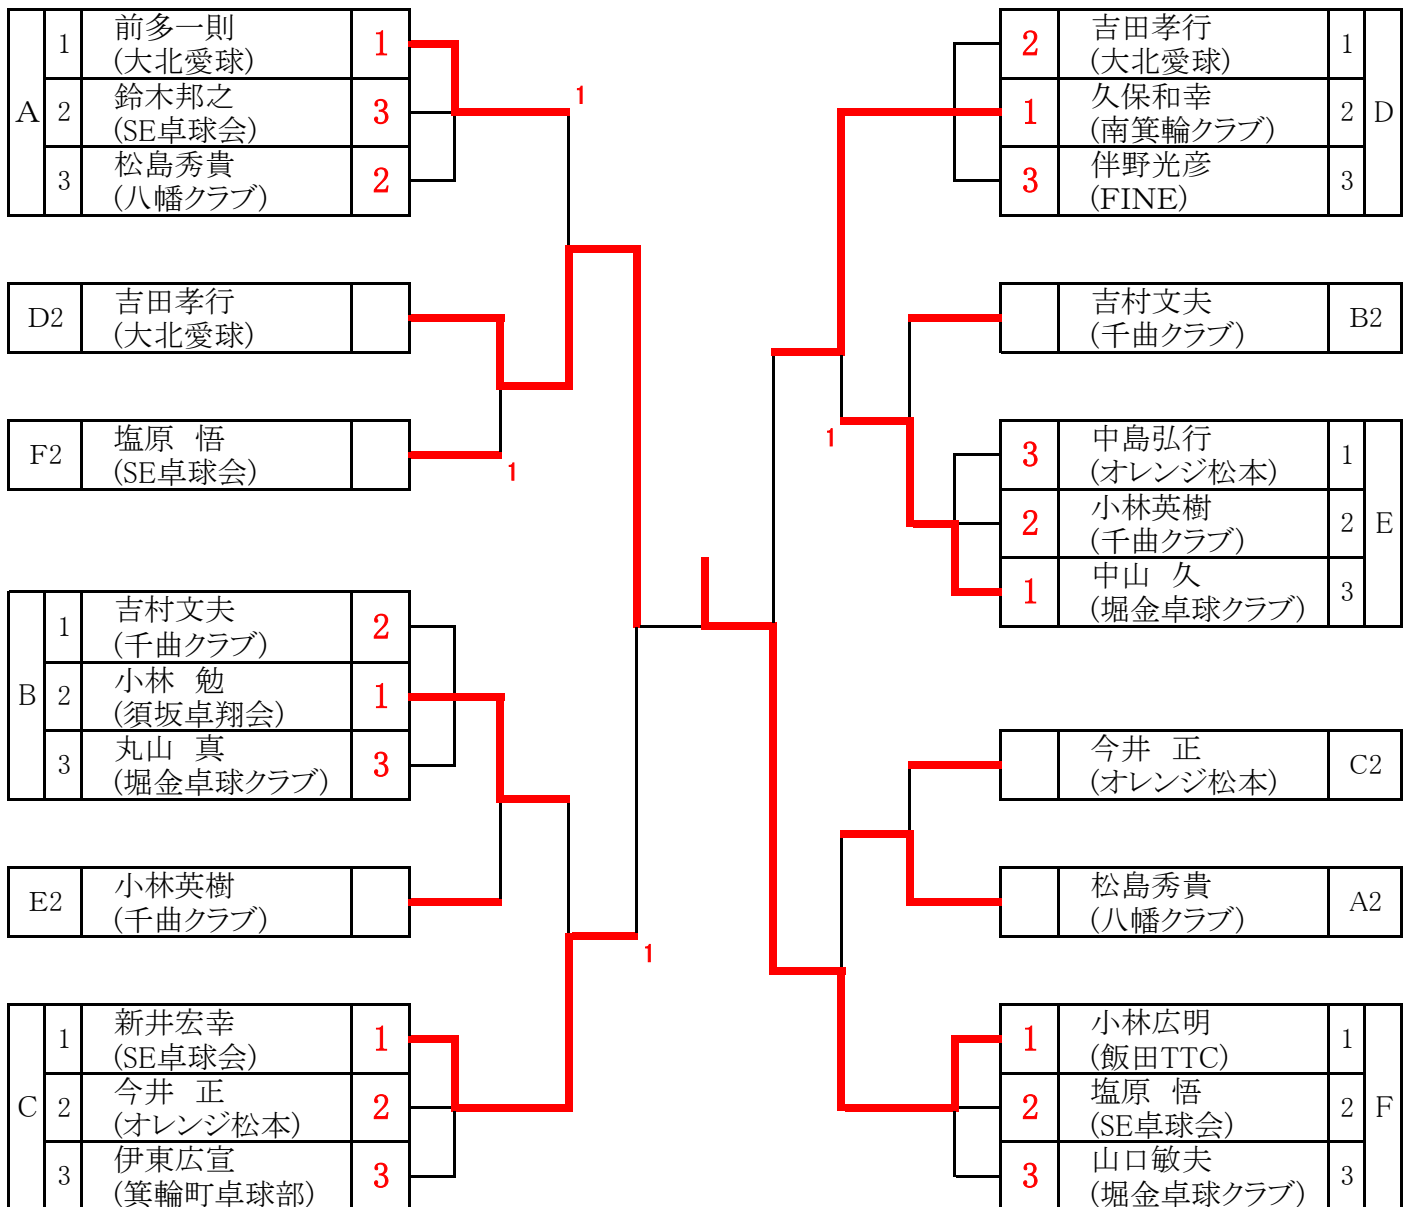 A
1
前多一則
(大北愛球)
1
2
鈴木邦之
(SE卓球会)
3
3
松島秀貴
(八幡クラブ)
2
1
D2
吉田孝行
(大北愛球)
F2
塩原 悟
(SE卓球会)
1
B
1
吉村文夫
(千曲クラブ)
2
2
小林 勉
(須坂卓翔会)
1
3
丸山 真
(堀金卓球クラブ)
3
E2
小林英樹
(千曲クラブ)
1
C
1
新井宏幸
(SE卓球会)
1
2
今井 正
(オレンジ松本)
2
3
伊東広宣
(箕輪町卓球部)
3
2
吉田孝行
(大北愛球)
1
1
久保和幸
(南箕輪クラブ)
2
3
伴野光彦
(FINE)
3
D
吉村文夫
(千曲クラブ)
B2
1
3
中島弘行
(オレンジ松本)
1
2
小林英樹
(千曲クラブ)
2
1
中山 久
(堀金卓球クラブ)
3
E
今井 正
(オレンジ松本)
C2
松島秀貴
(八幡クラブ)
A2
1
小林広明
(飯田TTC)
1
2
塩原 悟
(SE卓球会)
2
3
山口敏夫
(堀金卓球クラブ)
3
F